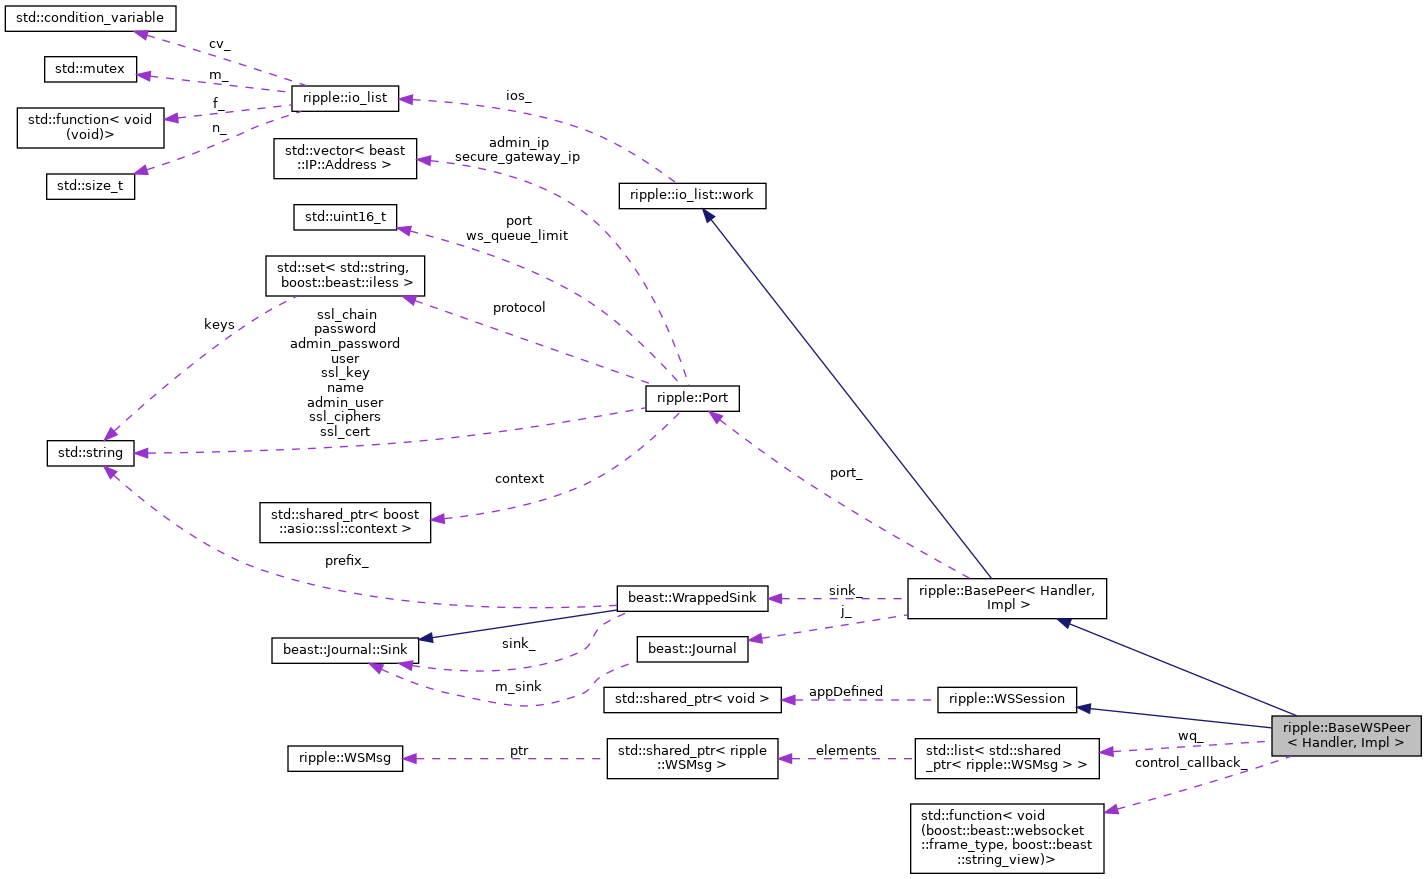 std::condition_variable
cv_
std::mutex
m_
ripple::io_list
ios_
f_
std::function< void
(void)>
n_
std::size_t
std::vector< beast
::IP::Address >
admin_ip
secure_gateway_ip
ripple::io_list::work
std::uint16_t
port
ws_queue_limit
std::set< std::string,
boost::beast::iless >
protocol
keys
ssl_chain
password
admin_password
user
ssl_key
name
admin_user
ssl_ciphers
ssl_cert
ripple::Port
std::string
port_
context
std::shared_ptr< boost
::asio::ssl::context >
prefix_
beast::WrappedSink
sink_
ripple::BasePeer< Handler,
Impl >
j_
beast::Journal::Sink
sink_
beast::Journal
m_sink
std::shared_ptr< void >
appDefined
ripple::WSSession
ripple::BaseWSPeer
< Handler, Impl >
wq_
ripple::WSMsg
ptr
std::shared_ptr< ripple
::WSMsg >
elements
std::list< std::shared
_ptr< ripple::WSMsg > >
control_callback_
std::function< void
(boost::beast::websocket
::frame_type, boost::beast
::string_view)>